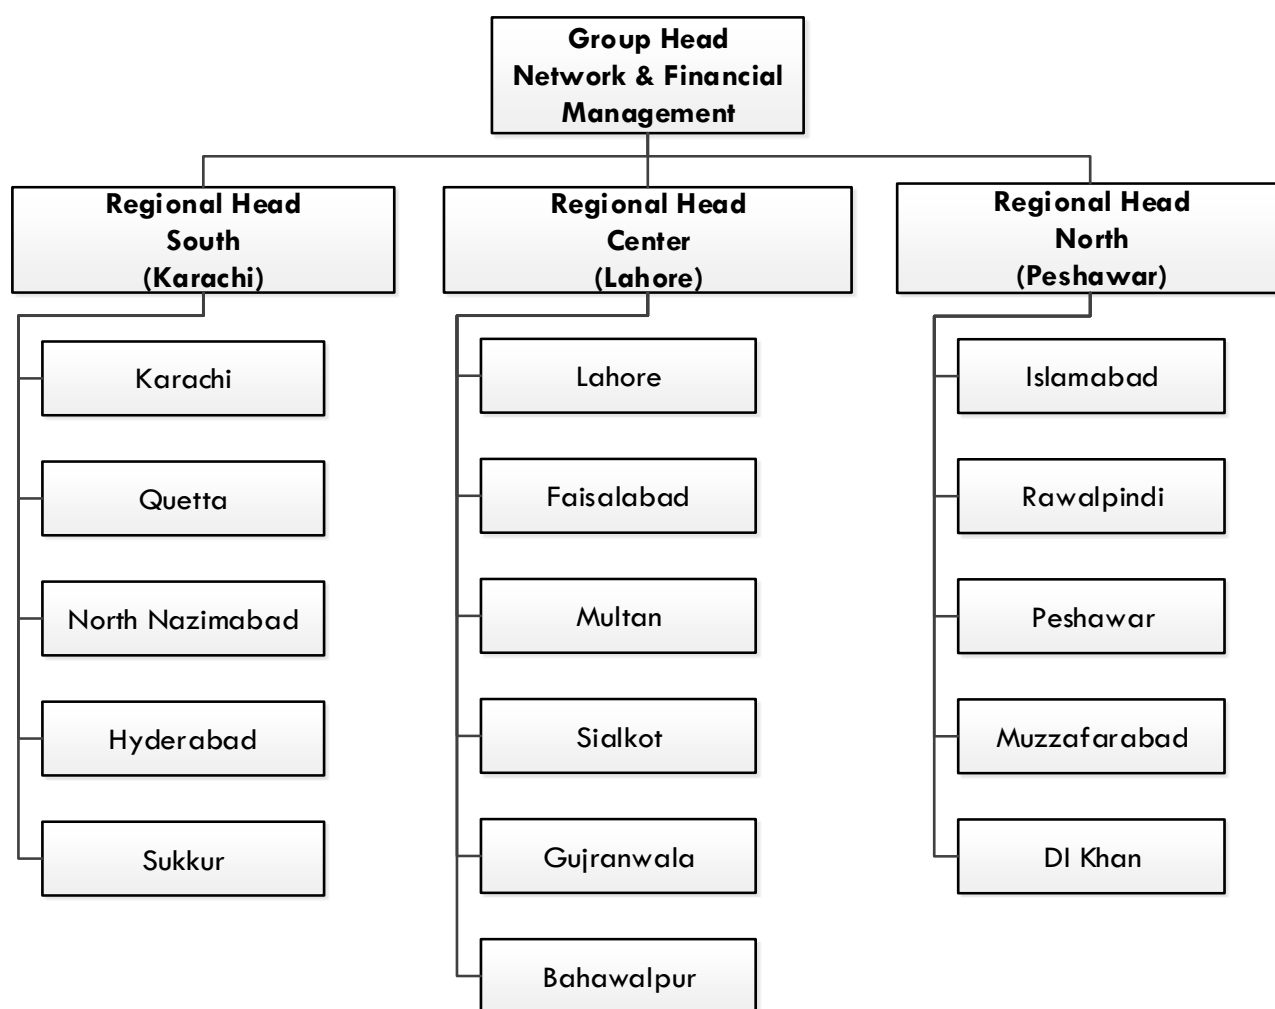 Group Head
Network & Financial
Management
Regional Head
South
(Karachi)
Karachi
Quetta
North Nazimabad
Hyderabad
Sukkur
Regional Head
Center
(Lahore)
Lahore
Faisalabad
Multan
Sialkot
Gujranwala
Bahawalpur
Regional Head
North
(Peshawar)
Islamabad
Rawalpindi
Peshawar
Muzzafarabad
DI Khan